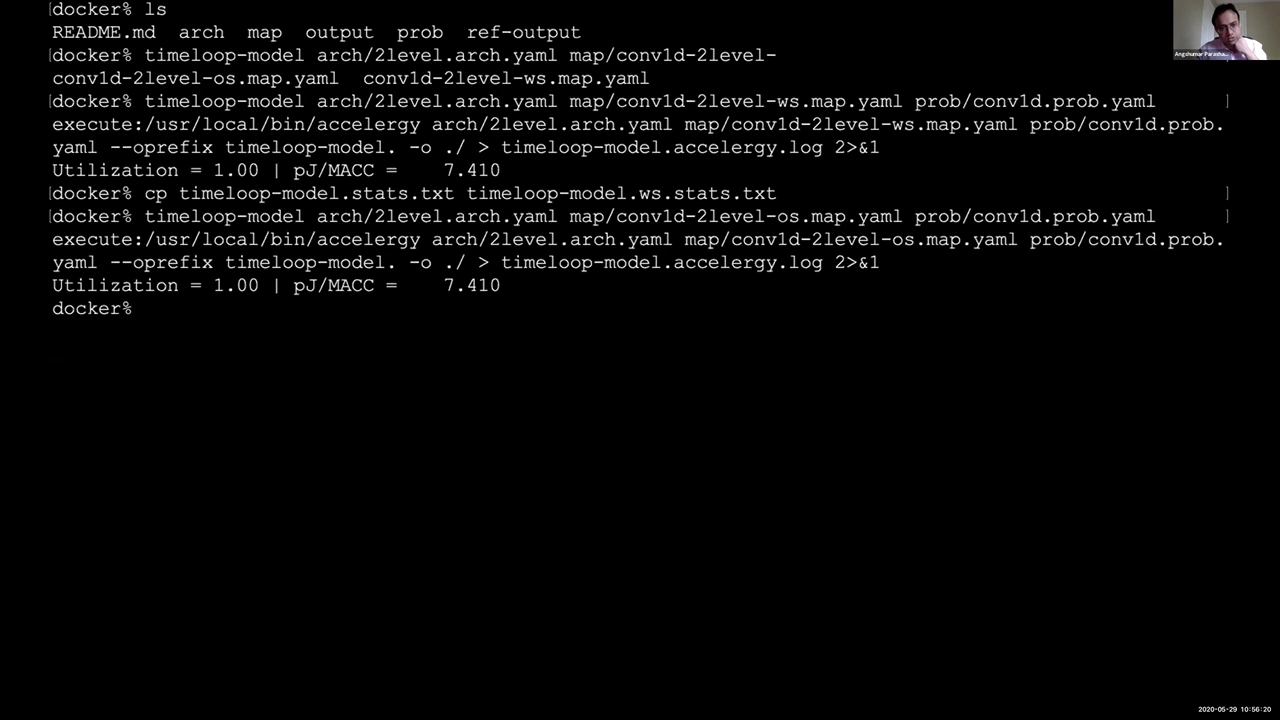 [docker% ls
README.md  arch  map  output  prob  ref-output
[docker% timeloop-model arch/2level.arch.yaml map/conv1d-2level-
conv1d-2level-os.map.yaml  conv1d-2level-ws.map.yaml
[docker% timeloop-model arch/2level.arch.yaml map/conv1d-2level-ws.map.yaml prob/conv1d.prob.yaml ]
execute:/usr/local/bin/accelergy arch/2level.arch.yaml map/conv1d-2level-ws.map.yaml prob/conv1d.prob.
yaml --oprefix timeloop-model. -o ./ > timeloop-model.accelergy.log 2>&1
Utilization = 1.00 | pJ/MACC =    7.410
[docker% cp timeloop-model.stats.txt timeloop-model.ws.stats.txt ]
[docker% timeloop-model arch/2level.arch.yaml map/conv1d-2level-os.map.yaml prob/conv1d.prob.yaml ]
execute:/usr/local/bin/accelergy arch/2level.arch.yaml map/conv1d-2level-os.map.yaml prob/conv1d.prob.
yaml --oprefix timeloop-model. -o ./ > timeloop-model.accelergy.log 2>&1
Utilization = 1.00 | pJ/MACC =    7.410
docker%
Angshumar Parasha...
2020-05-29 10:56:20